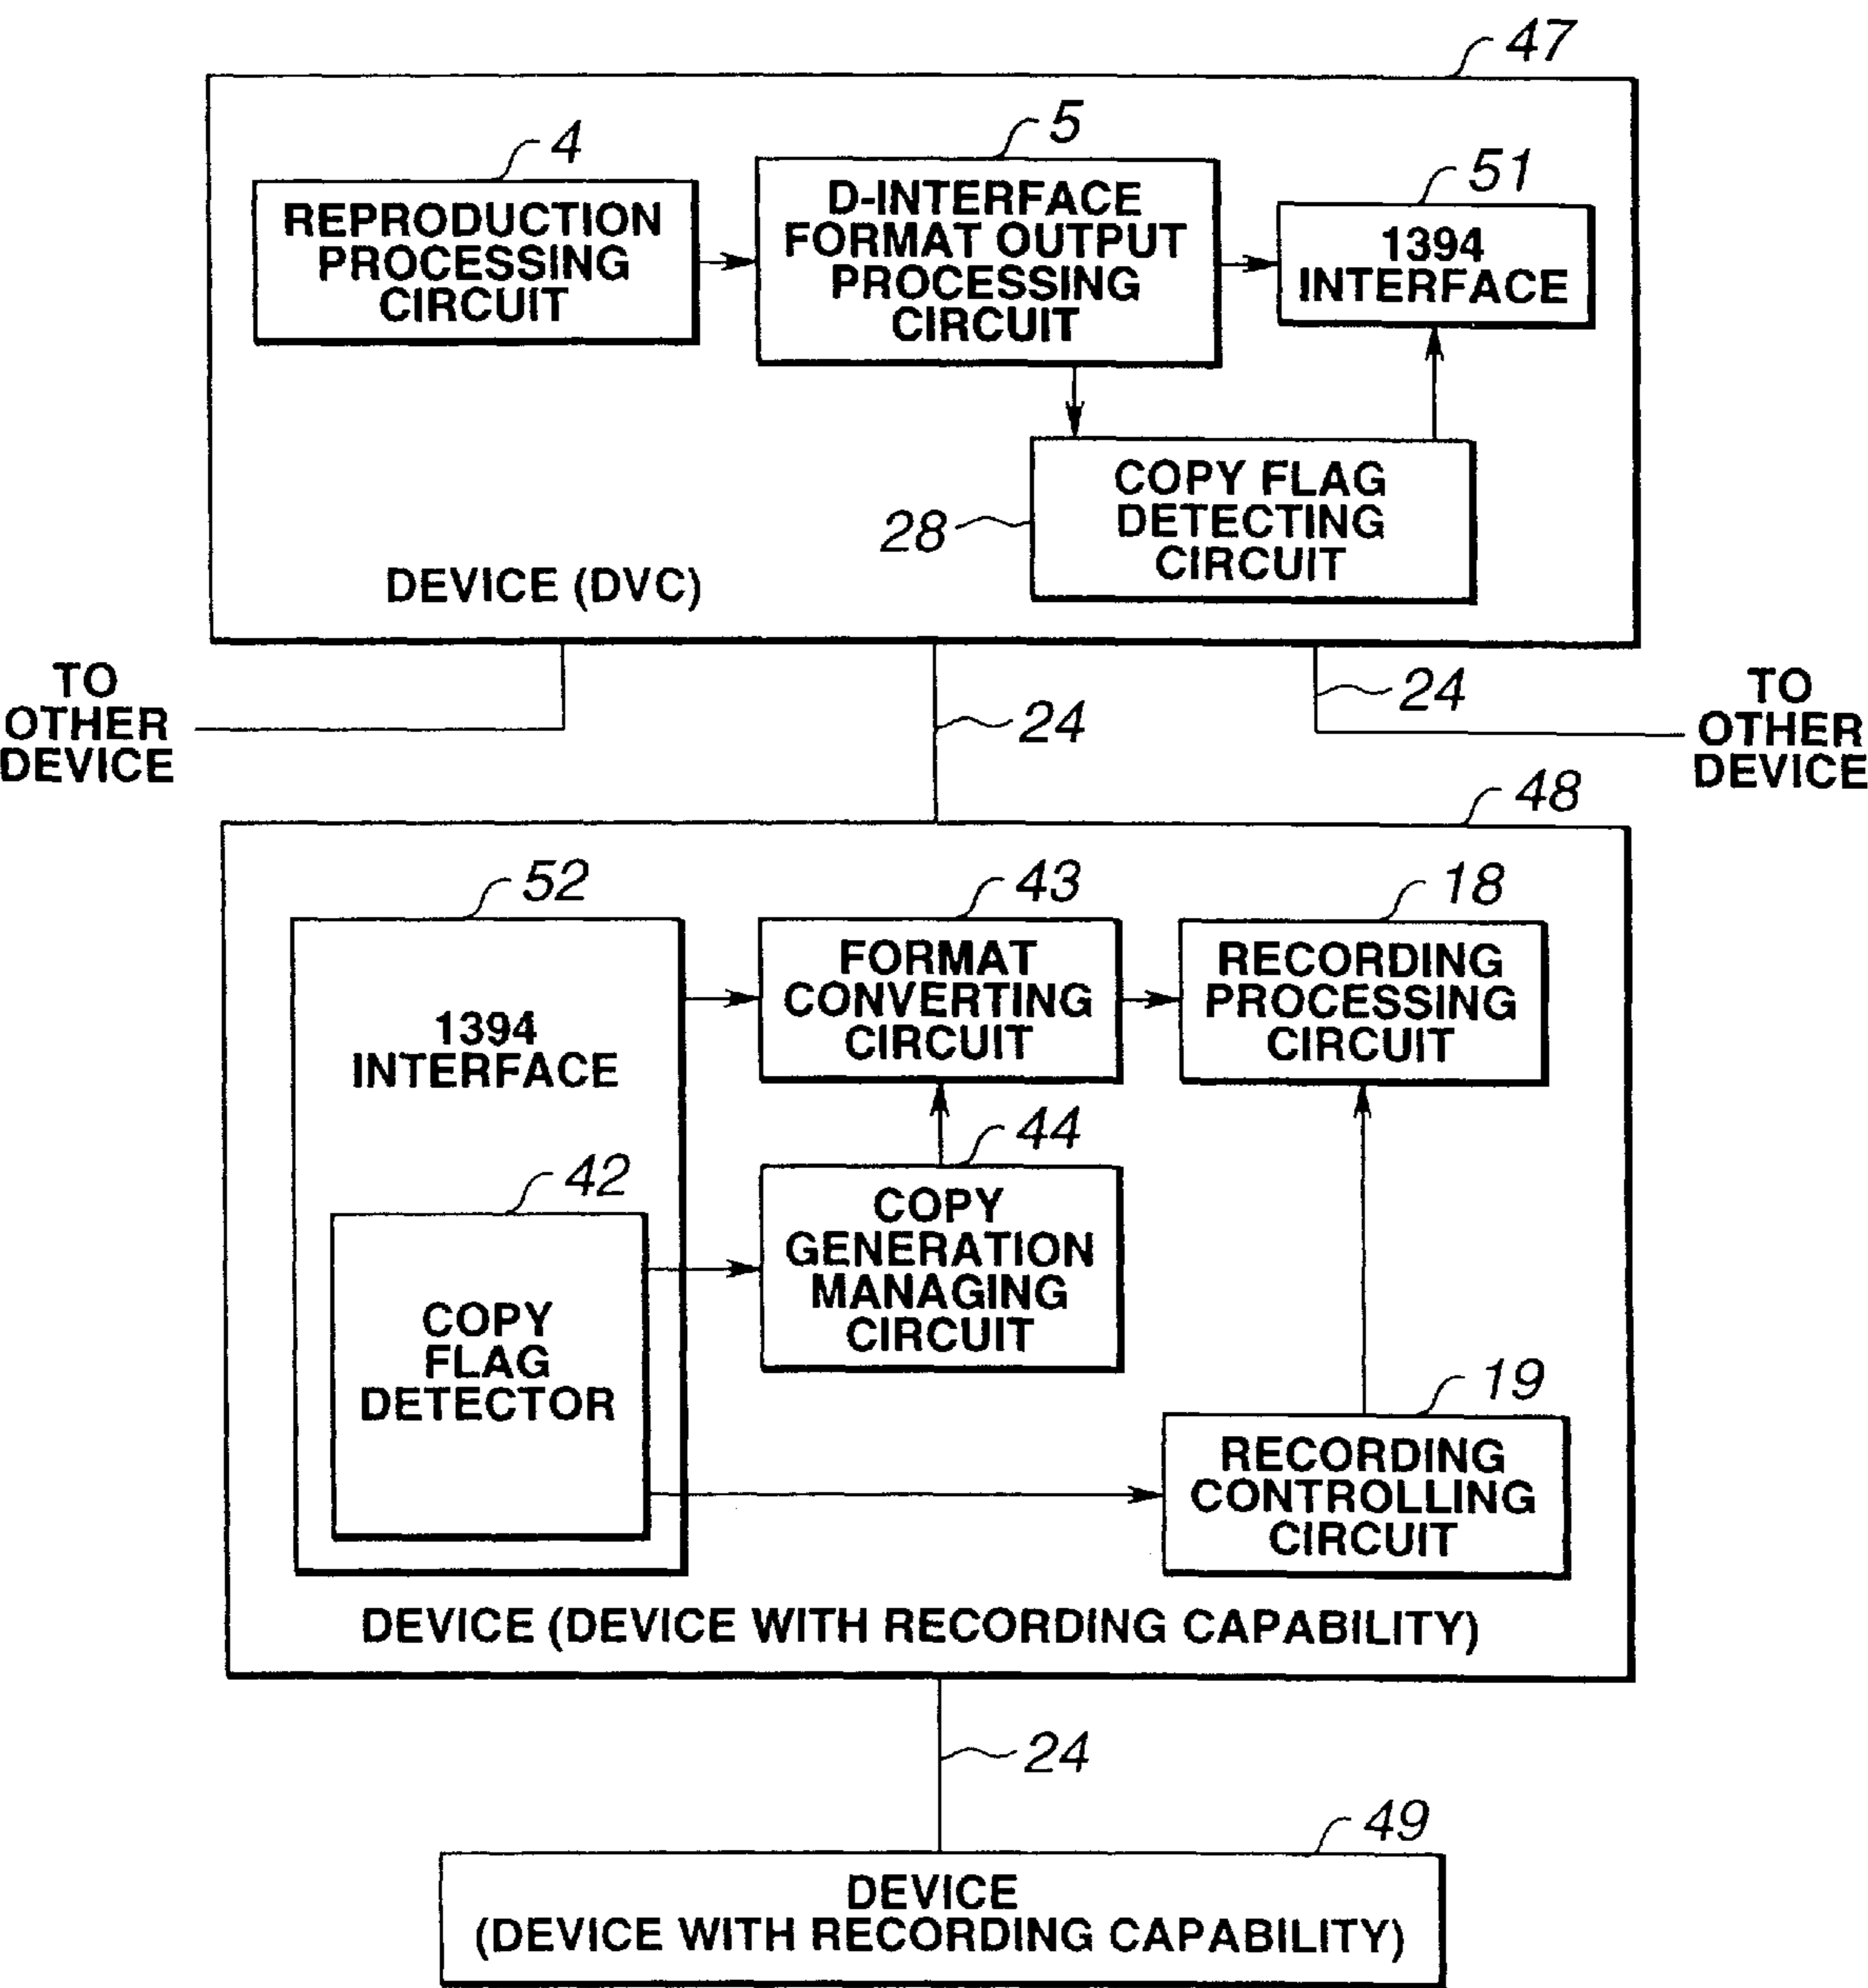 47
4
5
51
REPRODUCTION
PROCESSING
CIRCUIT
D-INTERFACE
FORMAT OUTPUT
PROCESSING
CIRCUIT
1394
INTERFACE
28
COPY FLAG
DETECTING
CIRCUIT
DEVICE (DVC)
TO
OTHER
DEVICE
24
24
TO
OTHER
DEVICE
48
52
43
18
1394
INTERFACE
FORMAT
CONVERTING
CIRCUIT
RECORDING
PROCESSING
CIRCUIT
44
42
COPY
GENERATION
MANAGING
CIRCUIT
COPY
FLAG
DETECTOR
19
RECORDING
CONTROLLING
CIRCUIT
DEVICE (DEVICE WITH RECORDING CAPABILITY)
24
49
DEVICE
(DEVICE WITH RECORDING CAPABILITY)